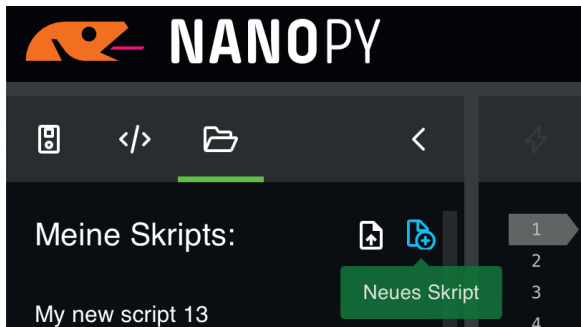 NANOPY
</>
Meine Skripts:
1
2
Neues Skript
3
My new script 13
4